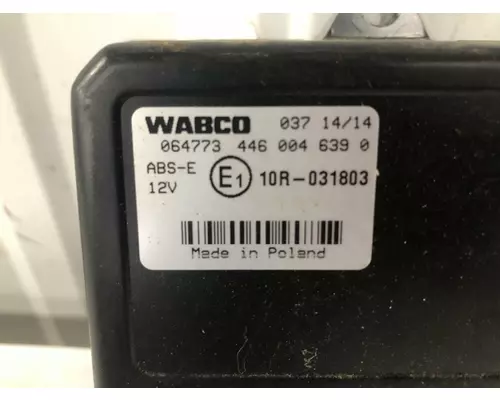 WABCO 037 14/14
064773 446 004 639 0
ABS-E
12V
E1 10R-031803
Made in Poland